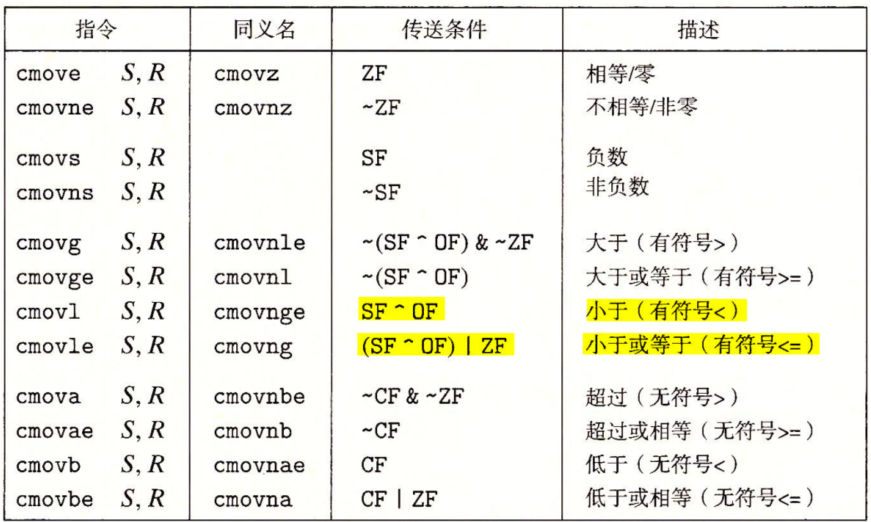 指令 同义名 传送条件 描述
cmove S, R cmovz ZF 相等/零
cmovne S, R cmovnz ~ZF 不相等/非零
cmovs S, R SF 负数
cmovns S, R ~SF 非负数
cmovg S, R cmovnle ~(SF ^ OF) & ~ZF 大于（有符号>）
cmovge S, R cmovnl ~(SF ^ OF) 大于或等于（有符号>=）
cmovl S, R cmovnge SF ^ OF 小于（有符号<）
cmovle S, R cmovng (SF ^ OF) | ZF 小于或等于（有符号<=）
cmova S, R cmovnbe ~CF & ~ZF 超过（无符号>）
cmovae S, R cmovnb ~CF 超过或相等（无符号>=）
cmovb S, R cmovnae CF 低于（无符号<）
cmovbe S, R cmovna CF | ZF 低于或相等（无符号<=）